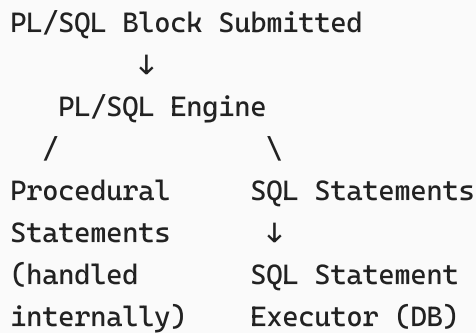 PL/SQL Block Submitted
↓
PL/SQL Engine
/ \
Procedural SQL Statements
Statements ↓
(handled SQL Statement
internally) Executor (DB)